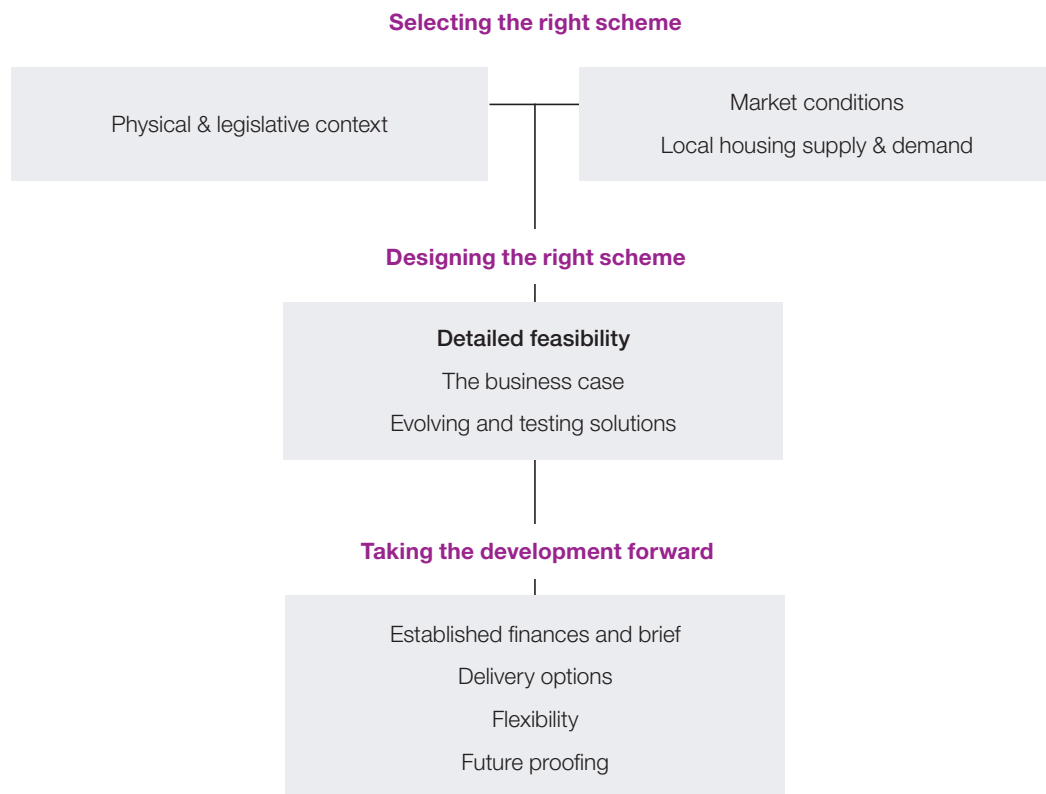 Selecting the right scheme
Physical & legislative context
Market conditions
Local housing supply & demand
Designing the right scheme
Detailed feasibility
The business case
Evolving and testing solutions
Taking the development forward
Established finances and brief
Delivery options
Flexibility
Future proofing